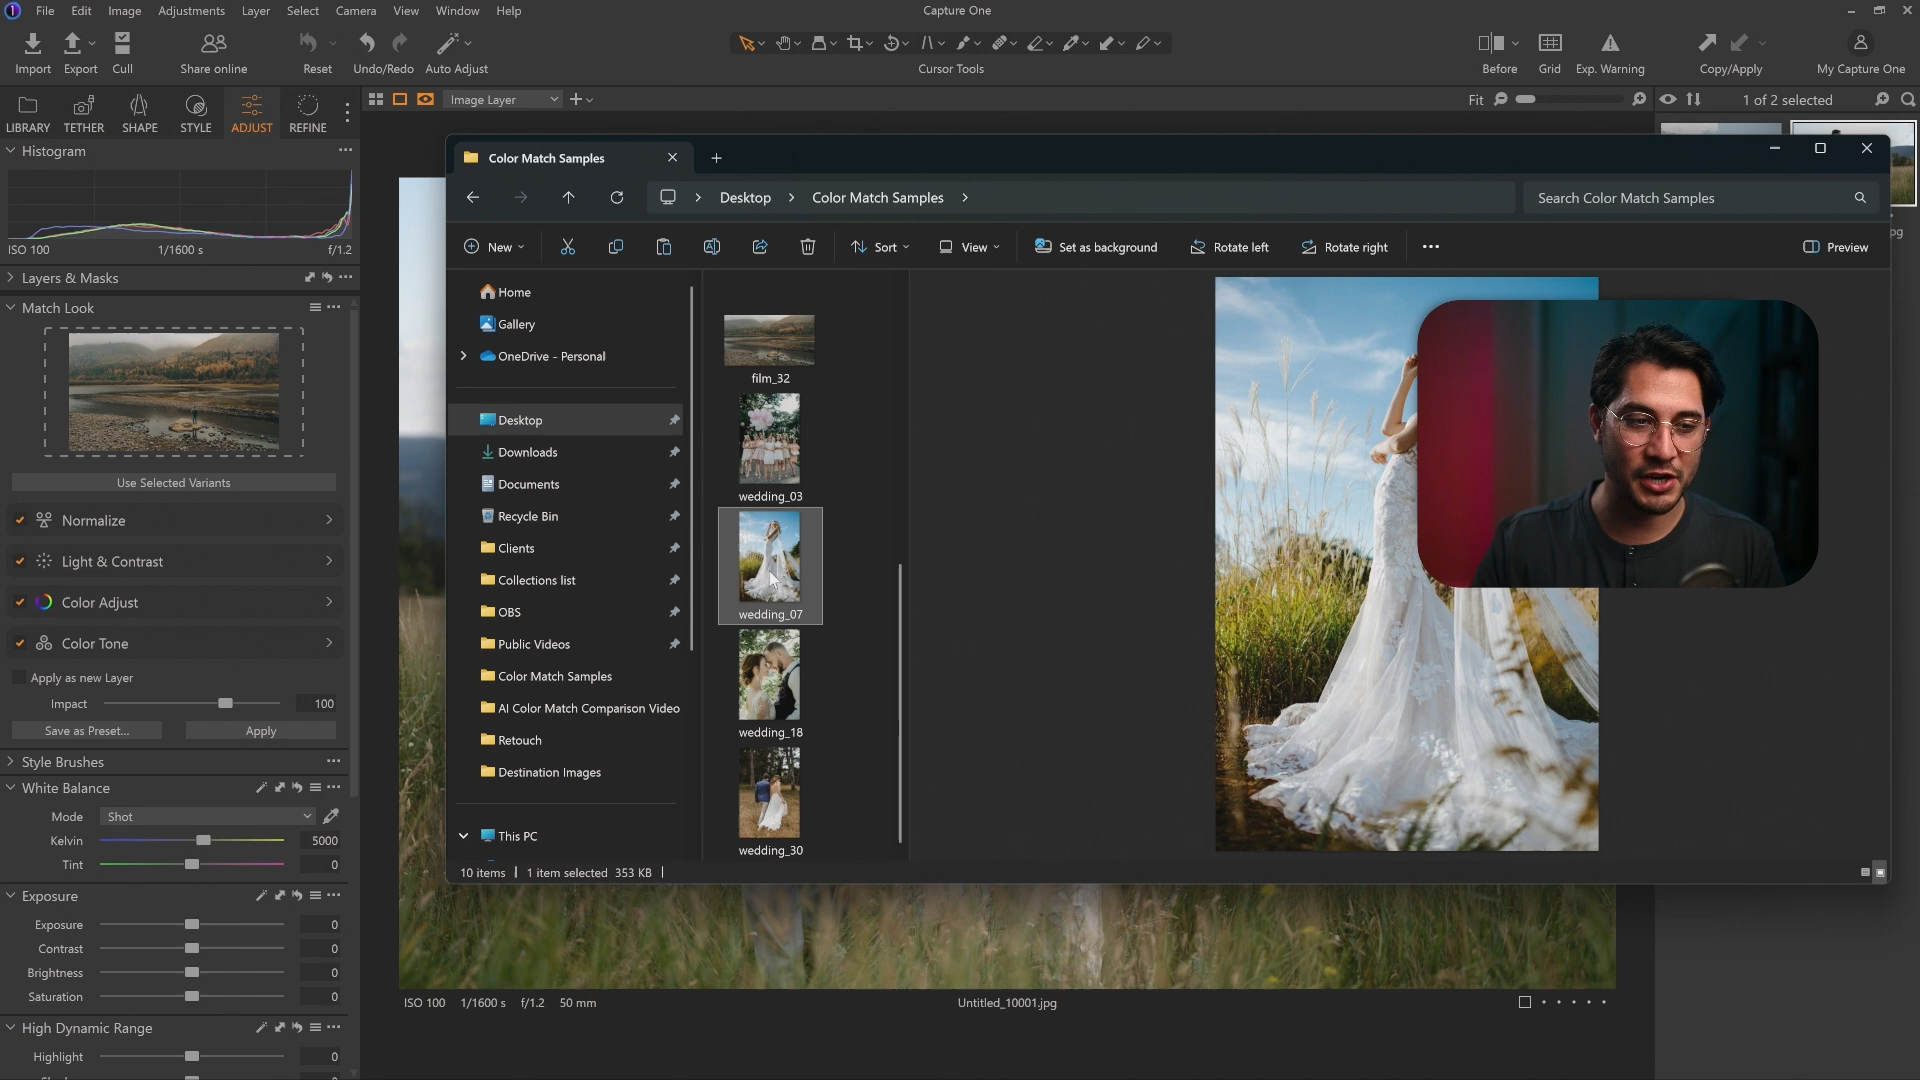 File Edit Image Adjustments Layer Select Camera View Window Help
Capture One
Import Export Cull Share online Reset Undo/Redo Auto Adjust
Cursor Tools
Before Grid Exp. Warning Copy/Apply My Capture One
LIBRARY TETHER SHAPE STYLE ADJUST REFINE
Image Layer
Fit
1 of 2 selected
Histogram
ISO 100 1/1600 s f/1.2
Layers & Masks
Match Look
Use Selected Variants
Normalize
Light & Contrast
Color Adjust
Color Tone
Apply as new Layer
Impact 100
Save as Preset... Apply
Style Brushes
White Balance
Mode Shot
Kelvin 5000
Tint 0
Exposure
Exposure 0
Contrast 0
Brightness 0
Saturation 0
High Dynamic Range
Highlight 0
Color Match Samples
Desktop Color Match Samples
Search Color Match Samples
New Sort View Set as background Rotate left Rotate right Preview
Home
Gallery
OneDrive - Personal
Desktop
Downloads
Documents
Recycle Bin
Clients
Collections list
OBS
Public Videos
Color Match Samples
AI Color Match Comparison Video
Retouch
Destination Images
This PC
film_32
wedding_03
wedding_07
wedding_18
wedding_30
10 items 1 item selected 353 KB
ISO 100 1/1600 s f/1.2 50 mm
Untitled_10001.jpg